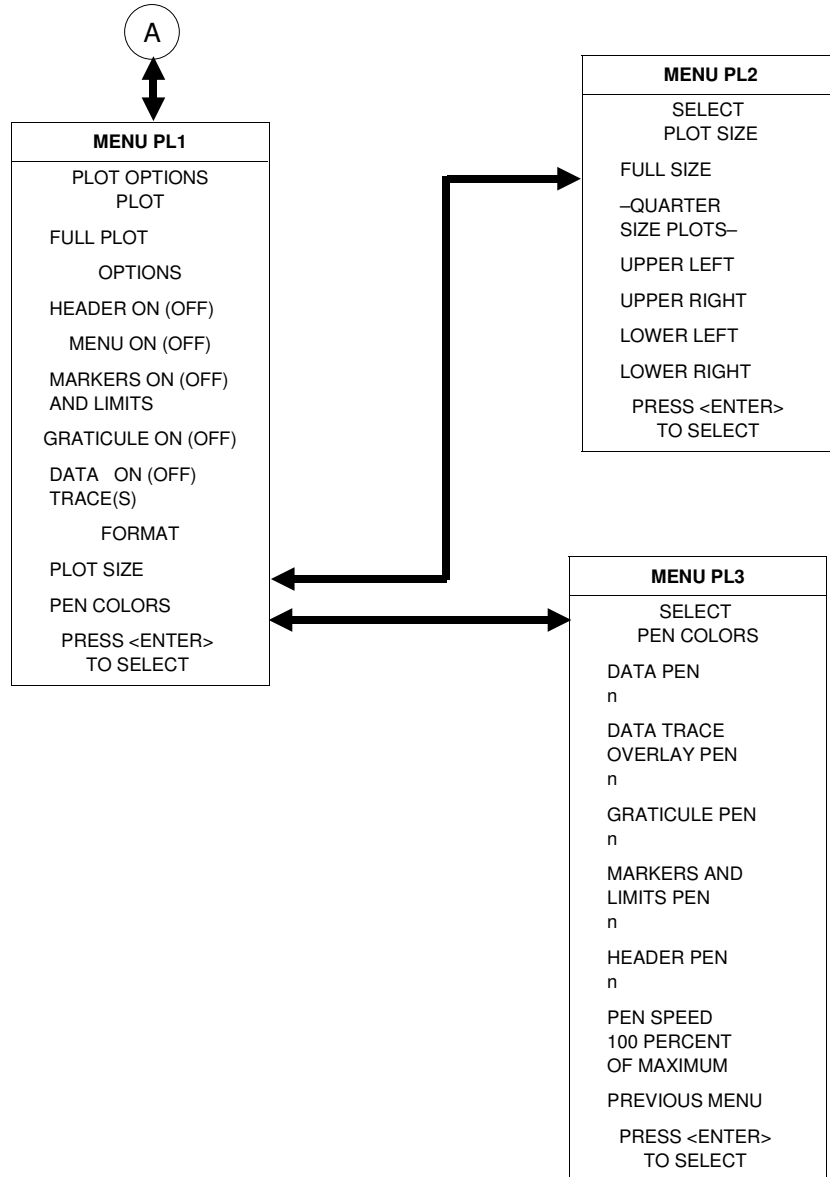 A
MENU PL1
PLOT OPTIONS
PLOT
FULL PLOT
OPTIONS
HEADER ON (OFF)
MENU ON (OFF)
MARKERS ON (OFF)
AND LIMITS
GRATICULE ON (OFF)
DATA ON (OFF)
TRACE(S)
FORMAT
PLOT SIZE
PEN COLORS
PRESS <ENTER>
TO SELECT
MENU PL2
SELECT
PLOT SIZE
FULL SIZE
–QUARTER
SIZE PLOTS–
UPPER LEFT
UPPER RIGHT
LOWER LEFT
LOWER RIGHT
PRESS <ENTER>
TO SELECT
MENU PL3
SELECT
PEN COLORS
DATA PEN
n
DATA TRACE
OVERLAY PEN
n
GRATICULE PEN
n
MARKERS AND
LIMITS PEN
n
HEADER PEN
n
PEN SPEED
100 PERCENT
OF MAXIMUM
PREVIOUS MENU
PRESS <ENTER>
TO SELECT